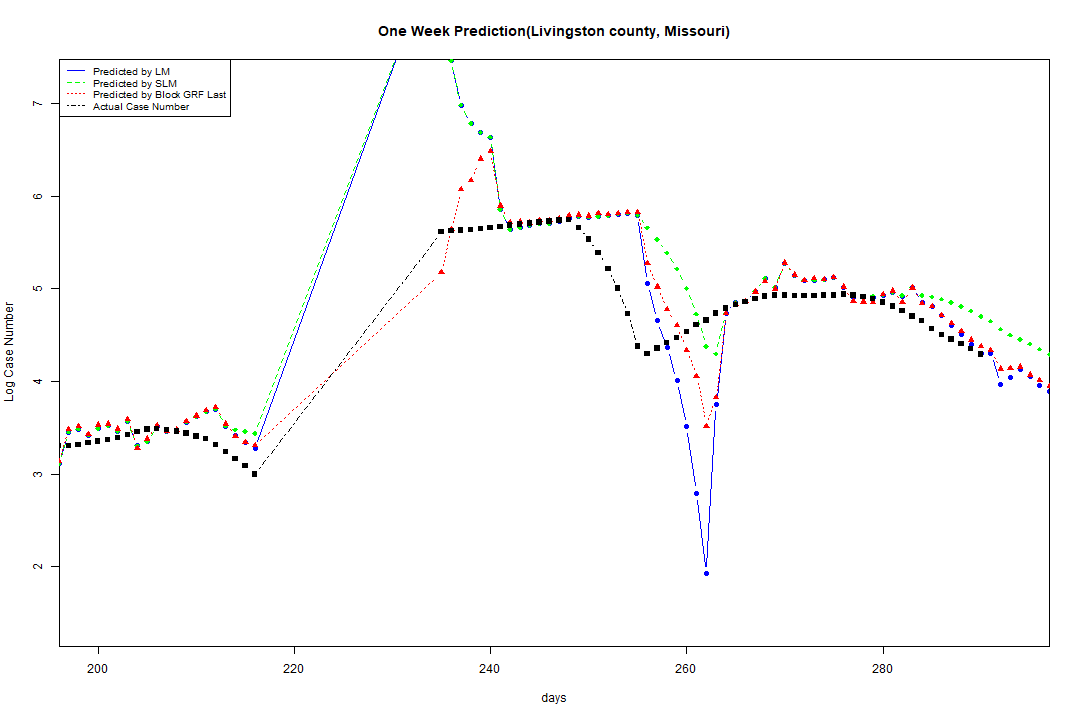 One Week Prediction(Livingston county, Missouri)
Predicted by LM
Predicted by SLM
Predicted by Block GRF Last
Actual Case Number
7
6
5
4
3
2
Log Case Number
200 220 240 260 280
days